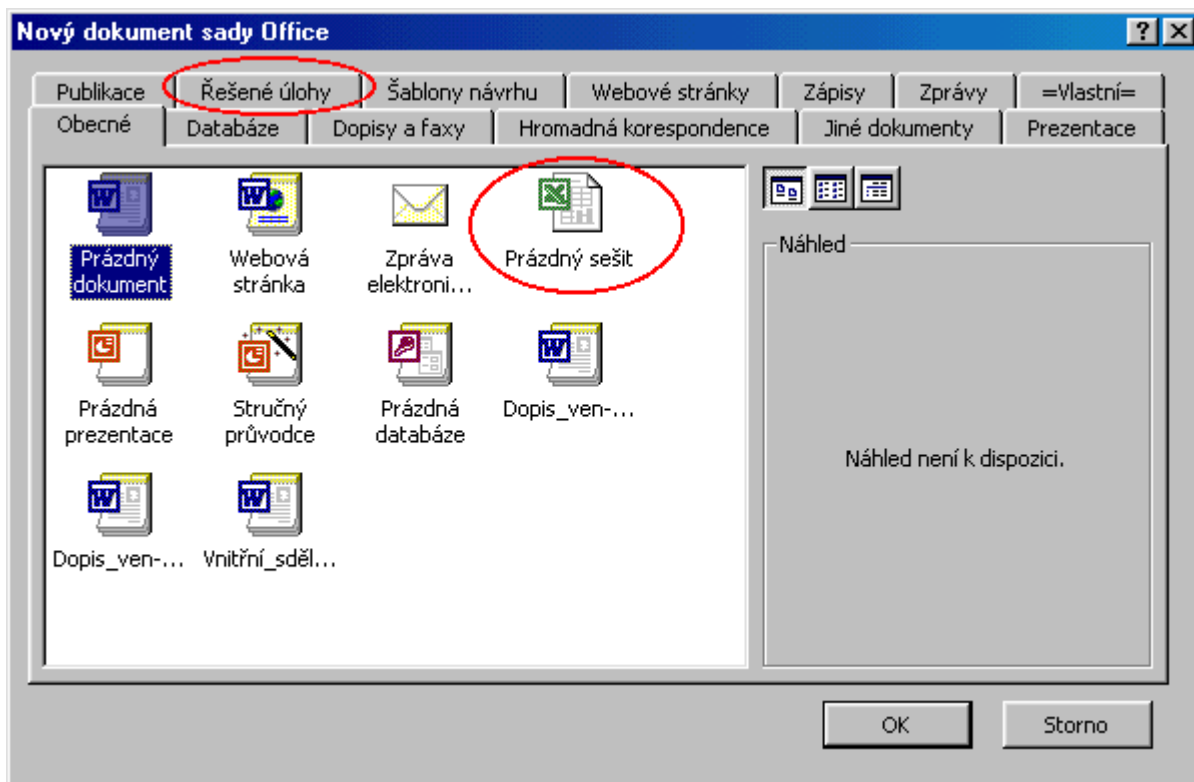 Nový dokument sady Office
Publikace Řešené úlohy Šablony návrhu Webové stránky Zápisy Zprávy =Vlastní=
Obecné Databáze Dopisy a faxy Hromadná korespondence Jiné dokumenty Prezentace
Prázdný dokument
Webová stránka
Zpráva elektroni...
Prázdný sešit
Prázdná prezentace
Stručný průvodce
Prázdná databáze
Dopis_ven-...
Dopis_ven-...
Vnitřní_sděl...
Náhled
Náhled není k dispozici.
OK
Storno